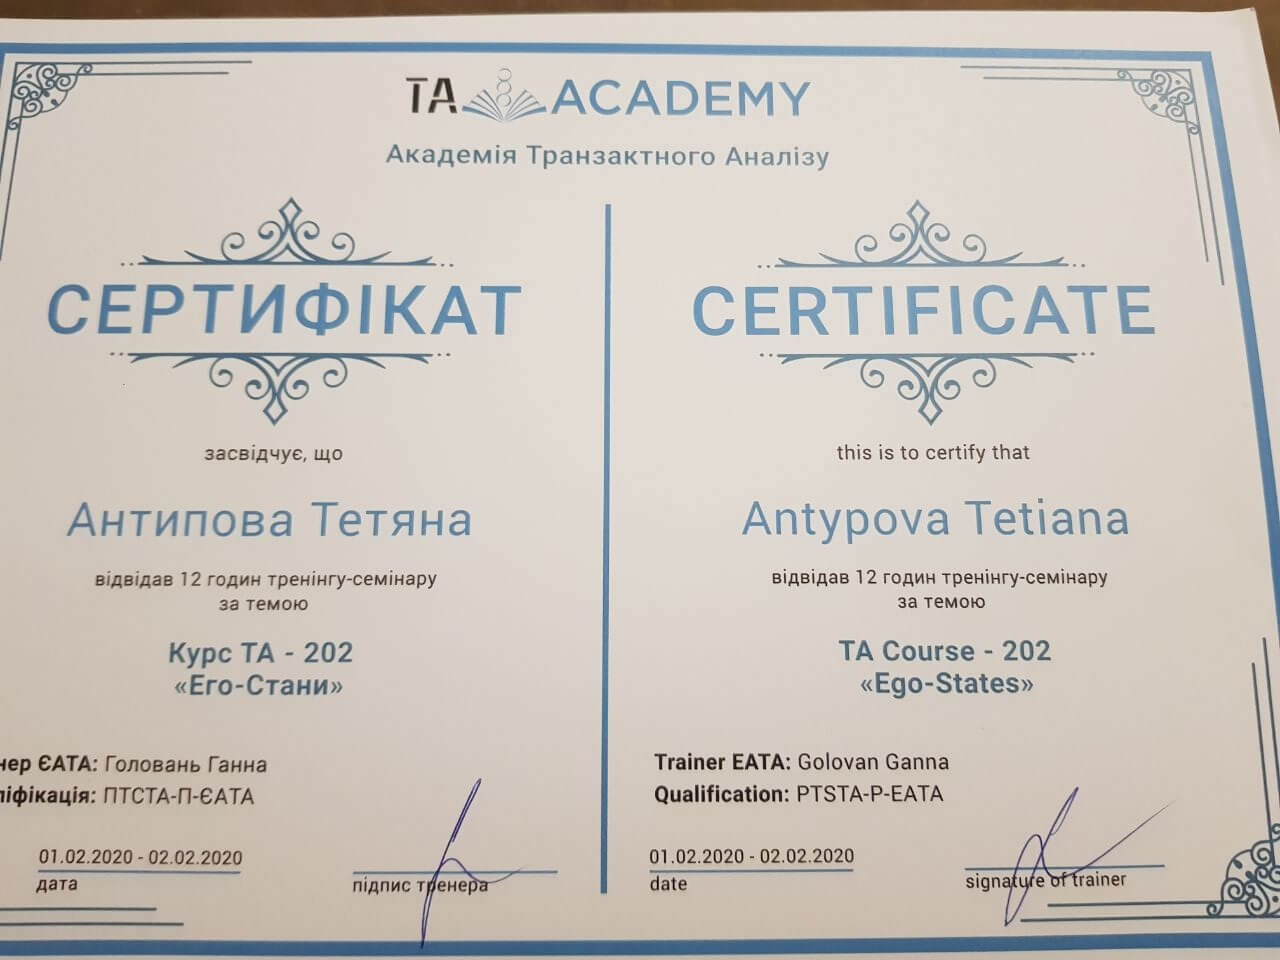 TA ACADEMY
Академія Транзактного Аналізу
СЕРТИФІКАТ
засвідчує, що
Антипова Тетяна
відвідав 12 годин тренінгу-семінару
за темою
Курс ТА - 202
«Его-Стани»
нер ЄАТА: Головань Ганна
ліфікація: ПТСТА-П-ЄАТА
01.02.2020 - 02.02.2020
дата
підпис тренера
CERTIFICATE
this is to certify that
Antypova Tetiana
відвідав 12 годин тренінгу-семінару
за темою
TA Course - 202
«Ego-States»
Trainer EATA: Golovan Ganna
Qualification: PTSTA-P-EATA
01.02.2020 - 02.02.2020
date
signature of trainer